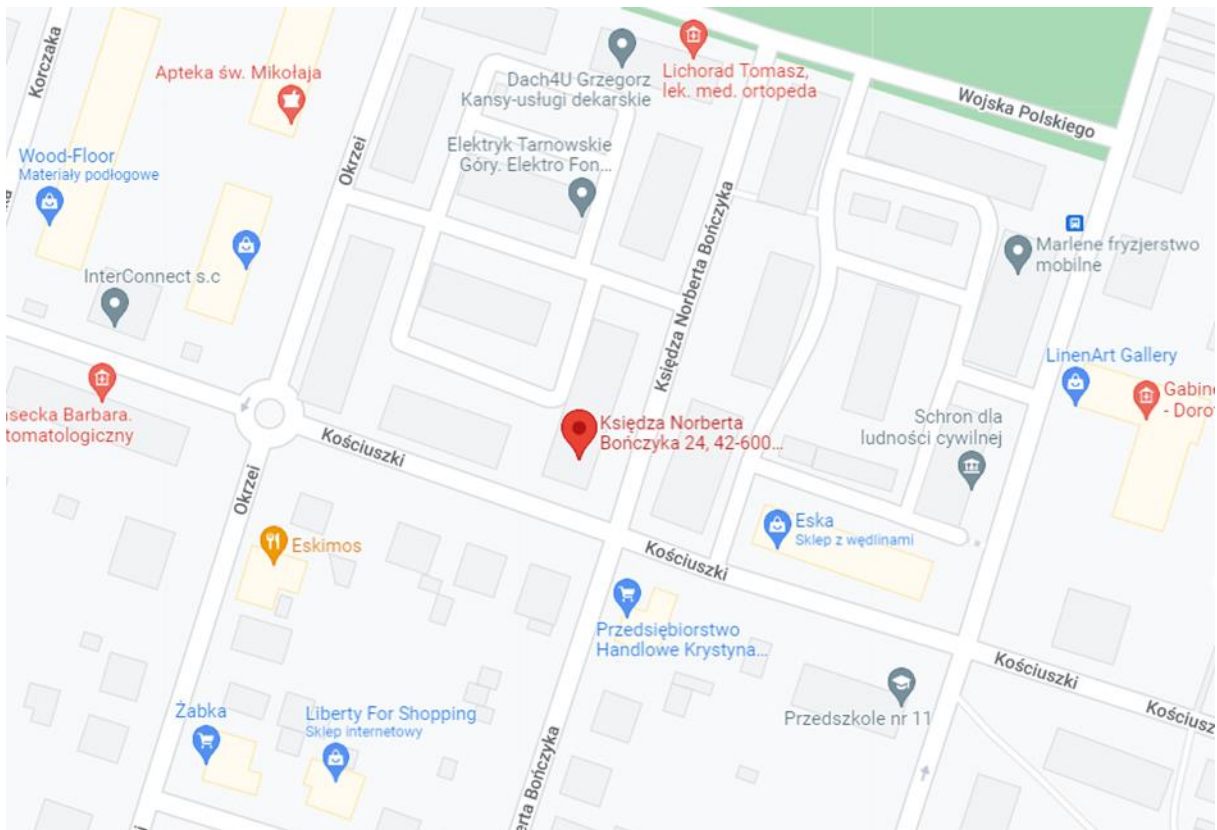 Korczaka
Apteka św. Mikołaja
Okrzei
Dach4U Grzegorz
Kansy-usługi dekarskie
Lichorad Tomasz,
lek. med. ortopeda
Wojska Polskiego
Wood-Floor
Materiały podłogowe
Elektryk Tarnowskie
Góry. Elektro Fon...
Księdza Norberta Bończyka
Marlene fryzjerstwo
mobilne
InterConnect s.c
LinenArt Gallery
Gabine
- Dorot
asecka Barbara.
tomatologiczny
Kościuszki
Księdza Norberta
Bończyka 24, 42-600...
Schron dla
ludności cywilnej
Okrzei
Eskimos
Eska
Sklep z wędlinami
Kościuszki
Przedsiębiorstwo
Handlowe Krystyna...
Kościuszki
Kościusz
Przedszkole nr 11
Żabka
Liberty For Shopping
Sklep internetowy
erta Bończyka